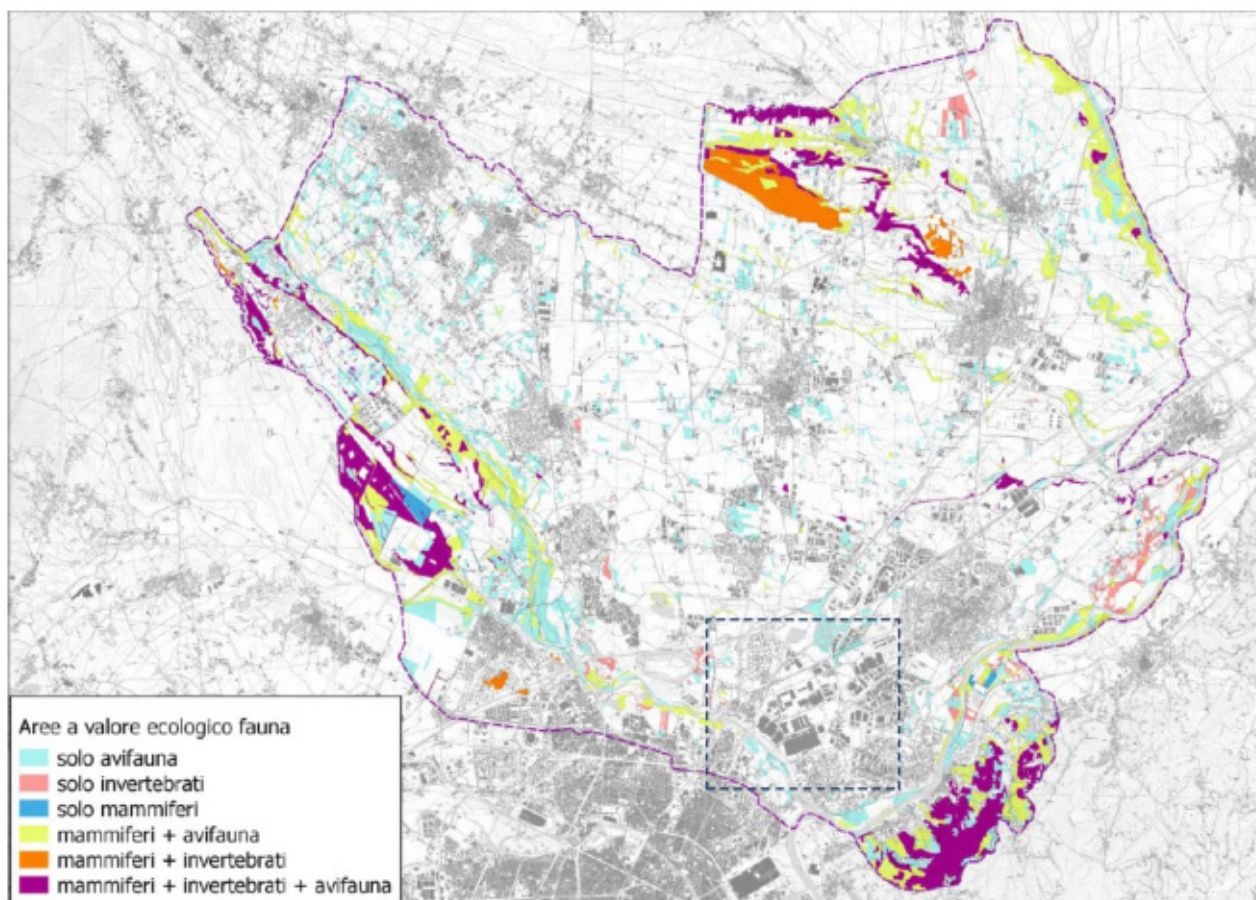 Aree a valore ecologico fauna
solo avifauna
solo invertebrati
solo mammiferi
mammiferi + avifauna
mammiferi + invertebrati
mammiferi + invertebrati + avifauna